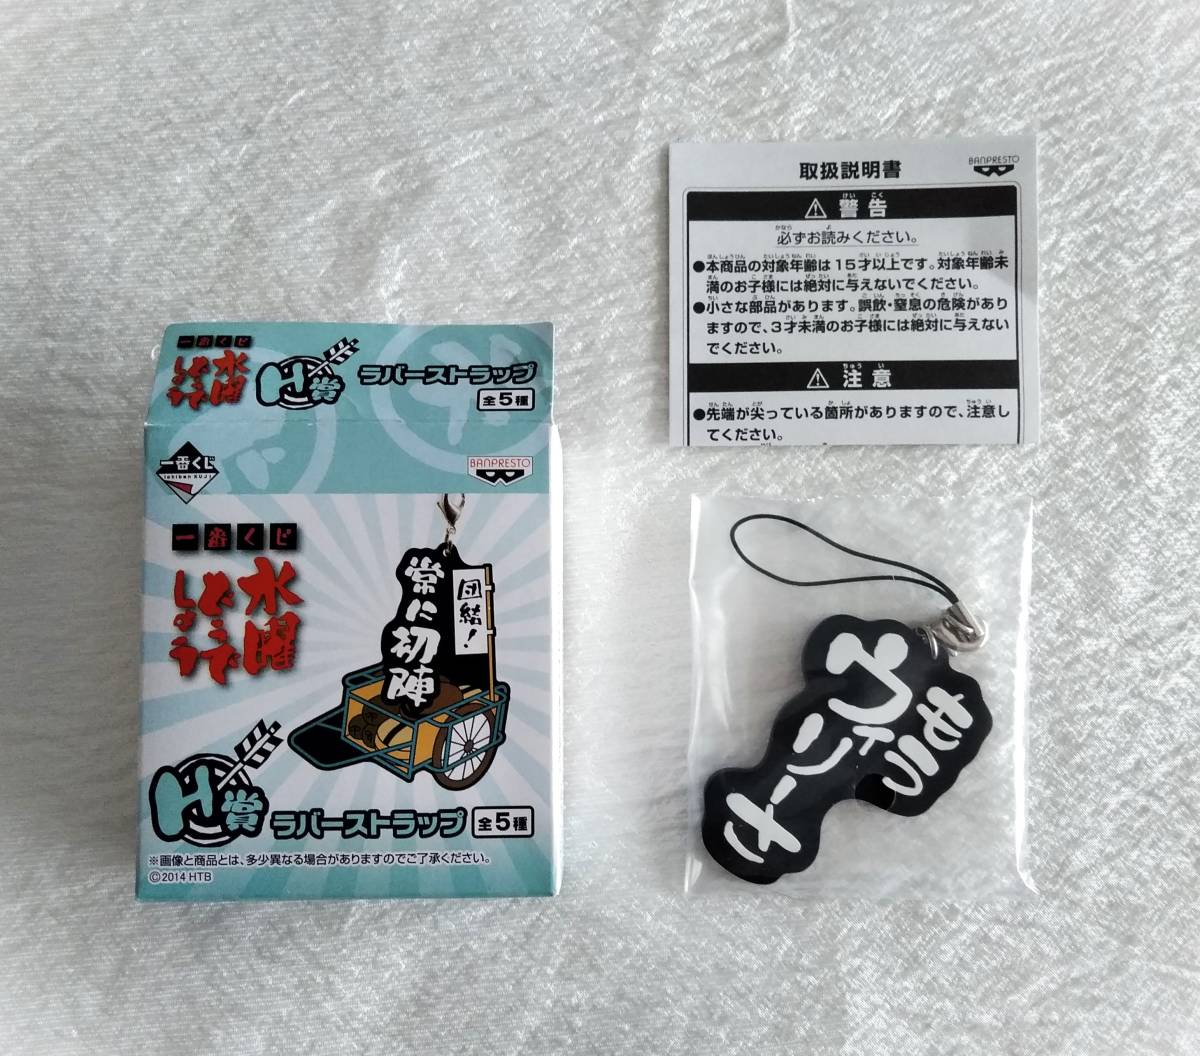 一番くじ
水曜
どうで
しょう
H賞
ラバーストラップ
全5種
一番くじ
Ichiban KUJI
BANPRESTO
一番くじ
水曜
どうで
しょう
常に初陣
団結!
H賞
ラバーストラップ
全5種
※画像と商品とは、多少異なる場合がありますのでご了承ください。
©2014 HTB
取扱説明書
BANPRESTO
⚠警告
必ずお読みください。
●本商品の対象年齢は15才以上です。対象年齢未
満のお子様には絶対に与えないでください。
●小さな部品があります。誤飲・窒息の危険があり
ますので、3才未満のお子様には絶対に与えない
でください。
⚠注意
●先端が尖っている箇所がありますので、注意し
てください。